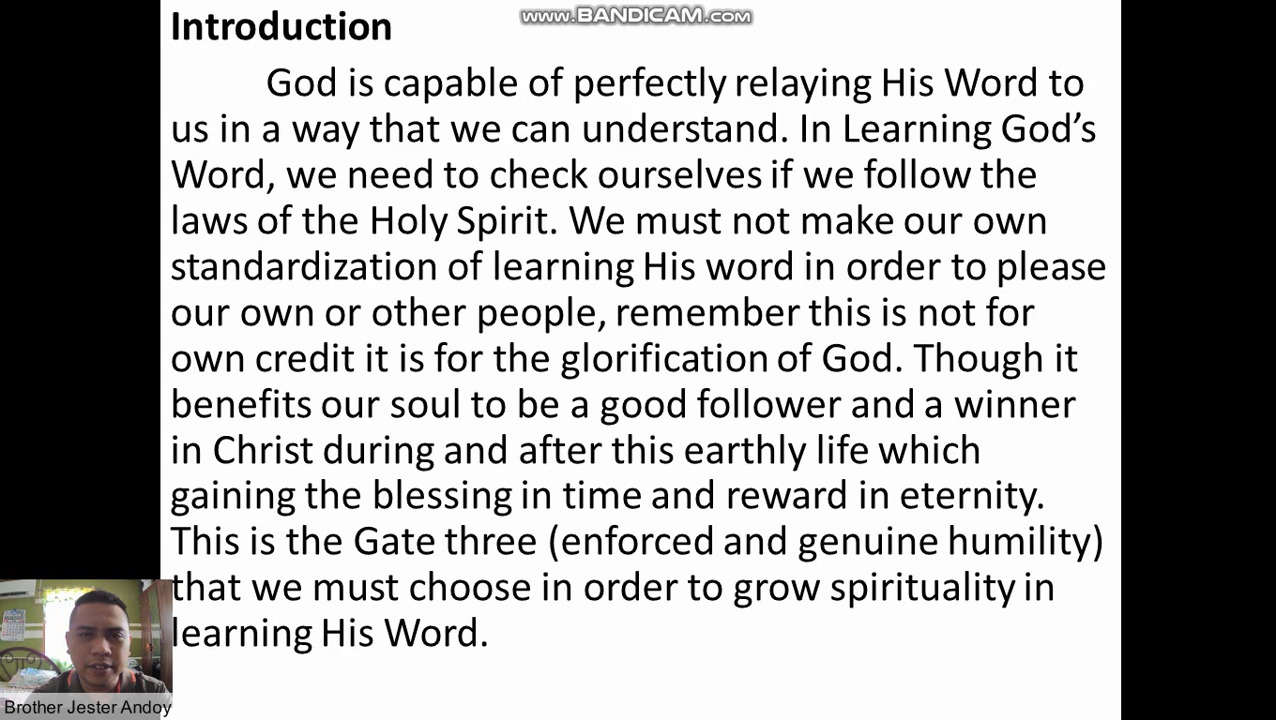 www.BANDICAM.com
Introduction
God is capable of perfectly relaying His Word to
us in a way that we can understand. In Learning God’s
Word, we need to check ourselves if we follow the
laws of the Holy Spirit. We must not make our own
standardization of learning His word in order to please
our own or other people, remember this is not for
own credit it is for the glorification of God. Though it
benefits our soul to be a good follower and a winner
in Christ during and after this earthly life which
gaining the blessing in time and reward in eternity.
This is the Gate three (enforced and genuine humility)
that we must choose in order to grow spirituality in
learning His Word.
Brother Jester Andoy